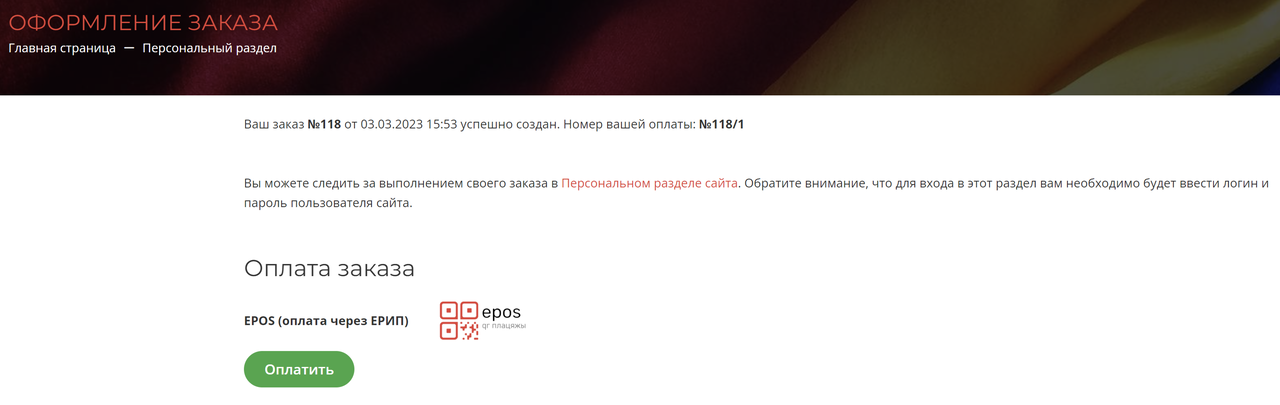 ОФОРМЛЕНИЕ ЗАКАЗА
Главная страница — Персональный раздел
Ваш заказ №118 от 03.03.2023 15:53 успешно создан. Номер вашей оплаты: №118/1
Вы можете следить за выполнением своего заказа в Персональном разделе сайта. Обратите внимание, что для входа в этот раздел вам необходимо будет ввести логин и
пароль пользователя сайта.
Оплата заказа
EPOS (оплата через ЕРИП)
epos
qr плацяжы
Оплатить